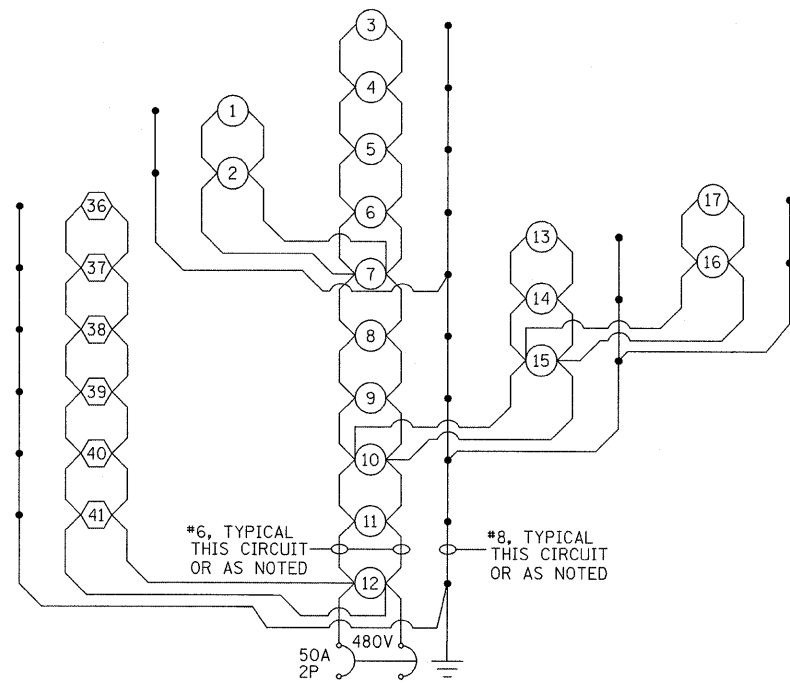 3
4
1
5
2
6
17
36
13
16
37
7
14
38
8
15
39
9
40
10
41
11
#6, TYPICAL
THIS CIRCUIT
OR AS NOTED
#8, TYPICAL
THIS CIRCUIT
OR AS NOTED
12
480V
50A
2P